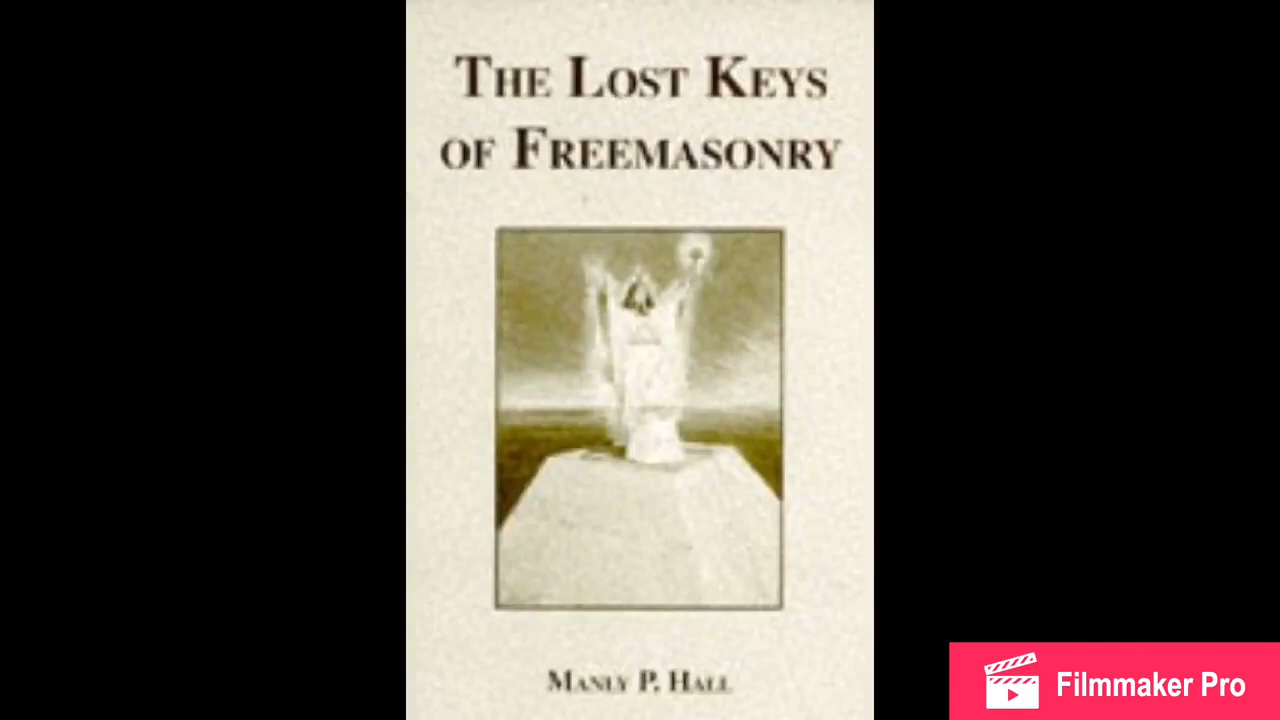 THE LOST KEYS
OF FREEMASONRY
MANLY P. HALL
Filmmaker Pro